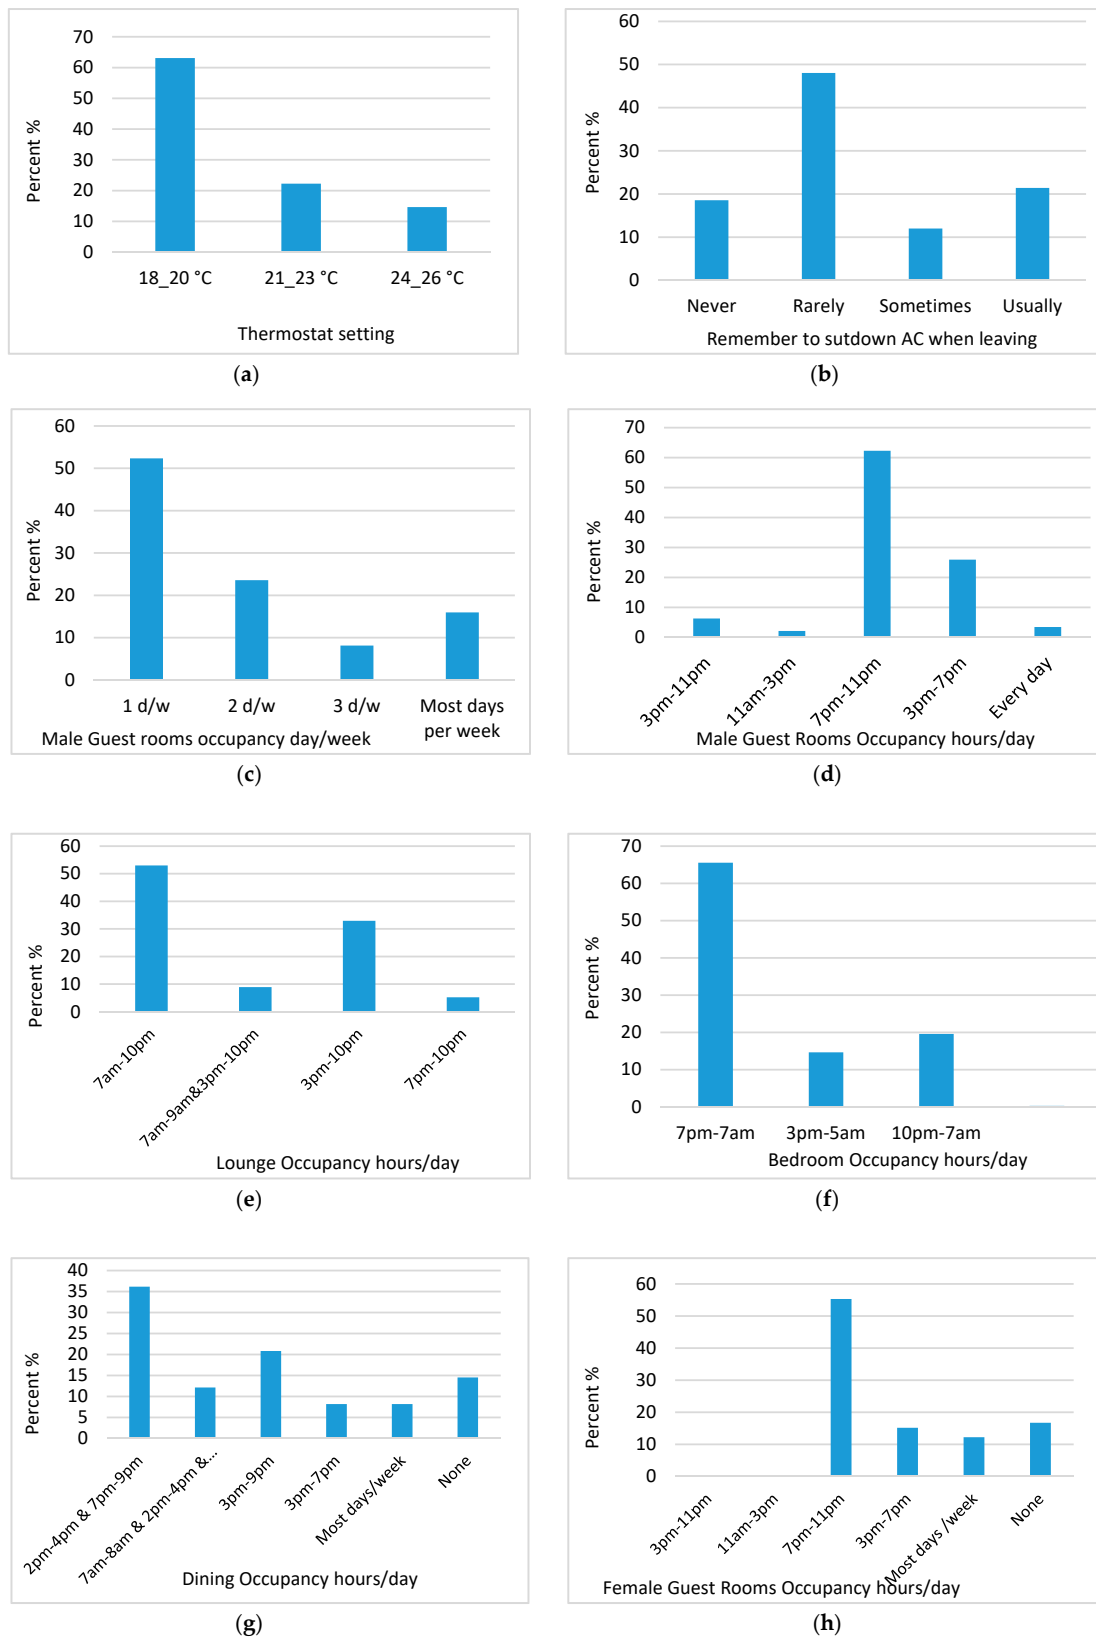 70
60
50
40
30
20
10
0
Percent %
18_20 °C 21_23 °C 24_26 °C
Thermostat setting
(a)
60
50
40
30
20
10
0
Percent %
Never Rarely Sometimes Usually
Remember to sutdown AC when leaving
(b)
60
50
40
30
20
10
0
Percent %
1 d/w 2 d/w 3 d/w Most days
per week
Male Guest rooms occupancy day/week
(c)
70
60
50
40
30
20
10
0
Percent %
3pm-11pm
11am-3pm
7pm-11pm
3pm-7pm
Every day
Male Guest Rooms Occupancy hours/day
(d)
60
50
40
30
20
10
0
Percent %
7am-10pm
7am-9am&3pm-10pm
3pm-10pm
7pm-10pm
Lounge Occupancy hours/day
(e)
70
60
50
40
30
20
10
0
Percent %
7pm-7am 3pm-5am 10pm-7am
Bedroom Occupancy hours/day
(f)
40
35
30
25
20
15
10
5
0
Percent %
2pm-4pm & 7pm-9pm
7am-8am & 2pm-4pm &...
3pm-9pm
3pm-7pm
Most days/week
None
Dining Occupancy hours/day
(g)
60
50
40
30
20
10
0
Percent %
3pm-11pm
11am-3pm
7pm-11pm
3pm-7pm
Most days /week
None
Female Guest Rooms Occupancy hours/day
(h)